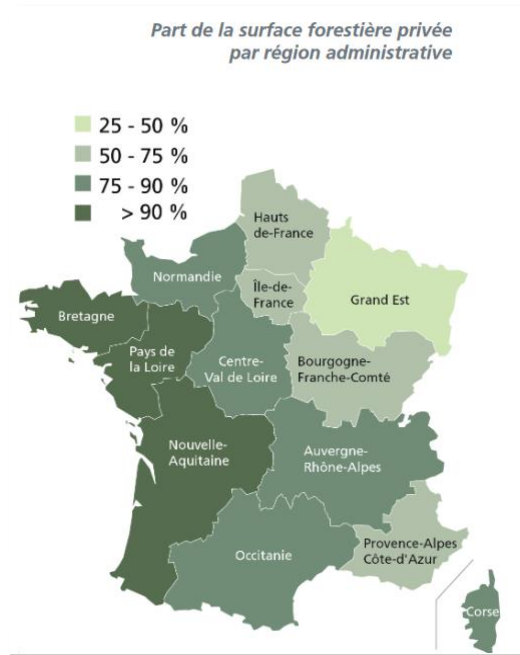 Part de la surface forestière privée
par région administrative
25 - 50 %
50 - 75 %
75 - 90 %
> 90 %
Hauts
de-France
Normandie
Île-de-
France
Grand Est
Bretagne
Pays de
la Loire
Centre-
Val de Loire
Bourgogne-
Franche-Comté
Nouvelle-
Aquitaine
Auvergne-
Rhône-Alpes
Occitanie
Provence-Alpes
Côte-d'Azur
Corse